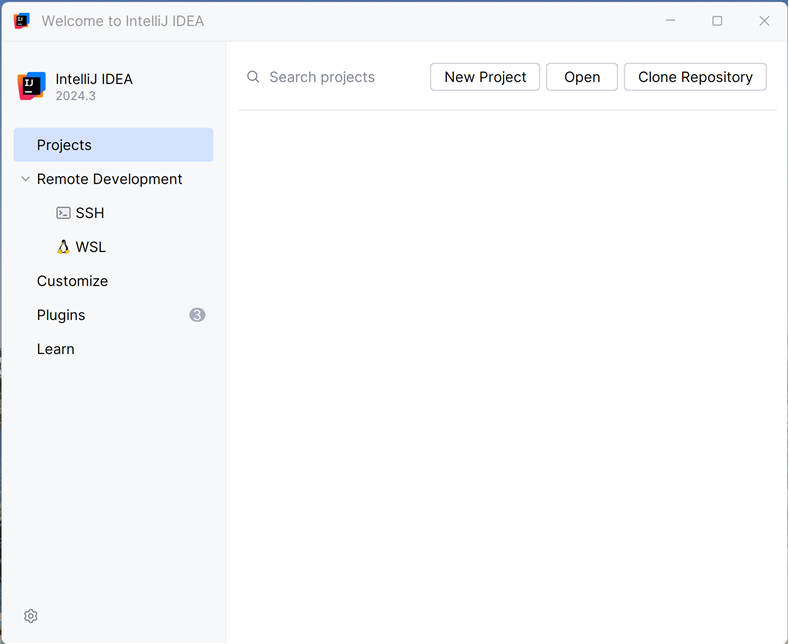 Welcome to IntelliJ IDEA
IntelliJ IDEA
2024.3
Search projects
New Project
Open
Clone Repository
Projects
Remote Development
SSH
WSL
Customize
Plugins
3
Learn